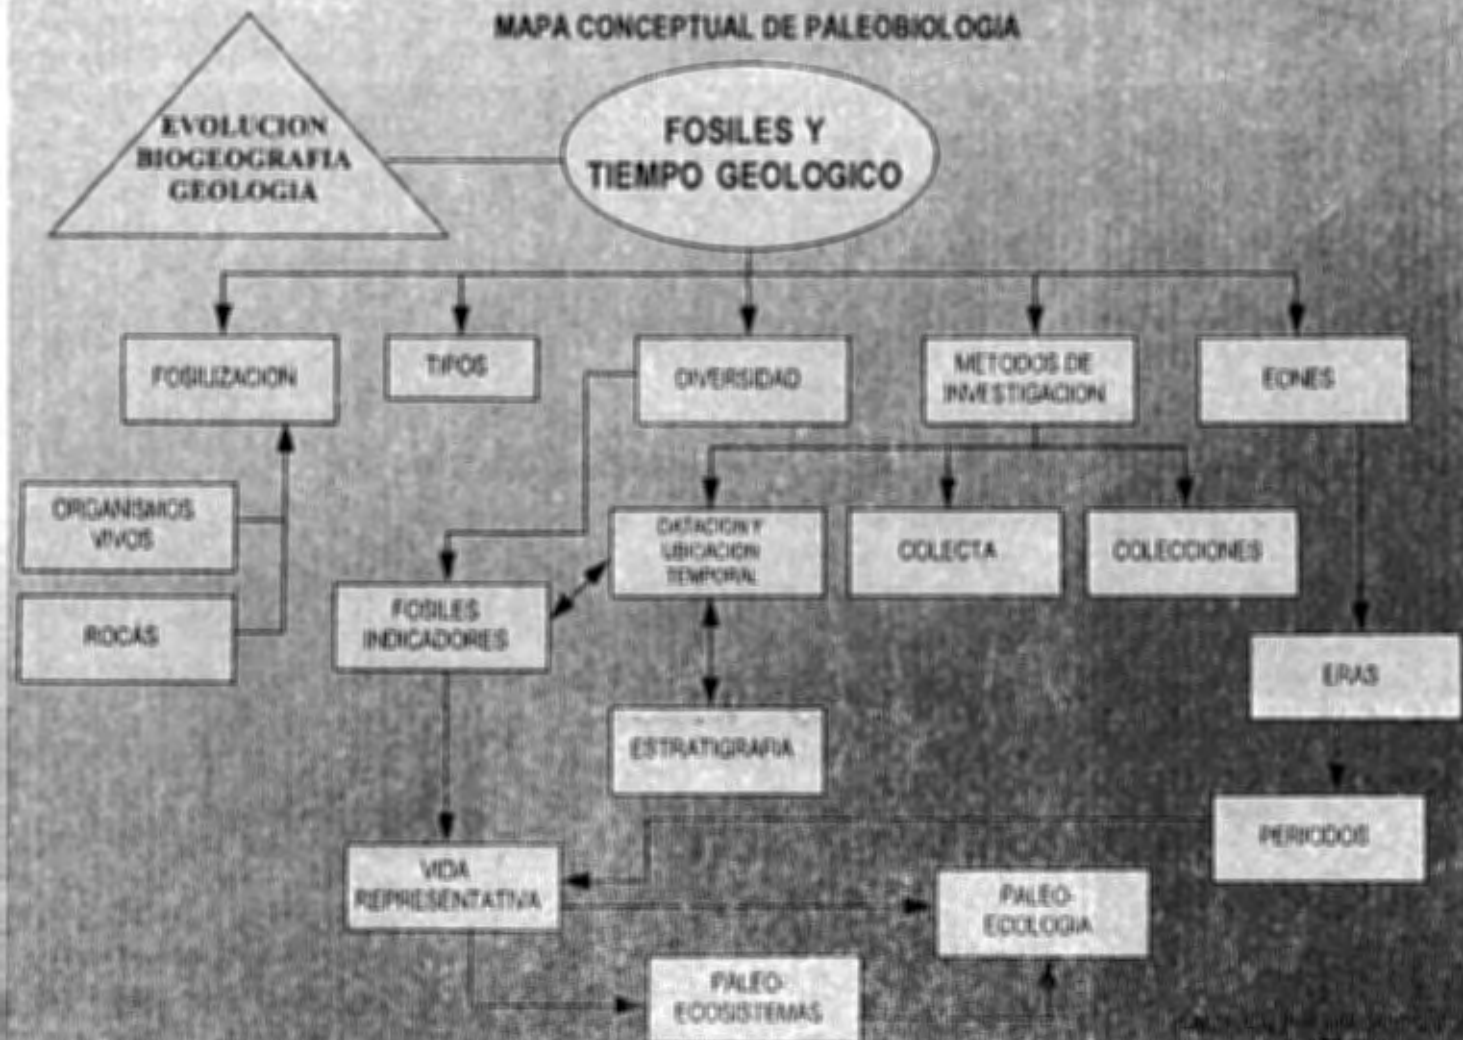 MAPA CONCEPTUAL DE PALEOBIOLOGIA
EVOLUCION
BIOGEOGRAFIA
GEOLOGIA
FOSILES Y
TIEMPO GEOLOGICO
FOSILIZACION
TIPOS
DIVERSIDAD
METODOS DE
INVESTIGACION
EONES
ORGANISMOS
VIVOS
DATACION Y
UBICACION
TEMPORAL
COLECTA
COLECCIONES
ROCAS
FOSILES
INDICADORES
ERAS
ESTRATIGRAFIA
PERIODOS
VIDA
REPRESENTATIVA
PALEO-
ECOLOGIA
PALEO-
ECOSISTEMAS